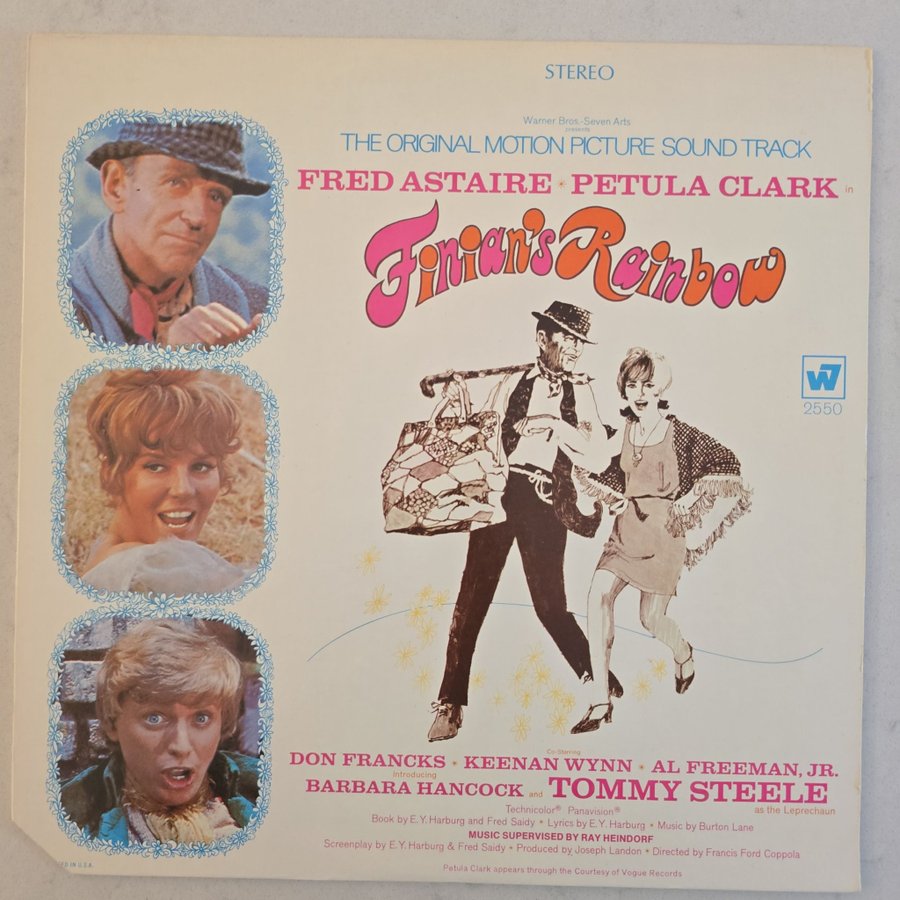 STEREO
Warner Bros.-Seven Arts
presents
THE ORIGINAL MOTION PICTURE SOUND TRACK
FRED ASTAIRE * PETULA CLARK in
Finian's Rainbow
W7
2550
Co-Starring
DON FRANCKS * KEENAN WYNN * AL FREEMAN, JR.
introducing
BARBARA HANCOCK and TOMMY STEELE
as the Leprechaun
Technicolor® Panavision®
Book by E.Y. Harburg and Fred Saidy * Lyrics by E.Y. Harburg * Music by Burton Lane
MUSIC SUPERVISED BY RAY HEINDORF
Screenplay by E.Y. Harburg & Fred Saidy * Produced by Joseph Landon * Directed by Francis Ford Coppola
Petula Clark appears through the Courtesy of Vogue Records
IN U.S.A.